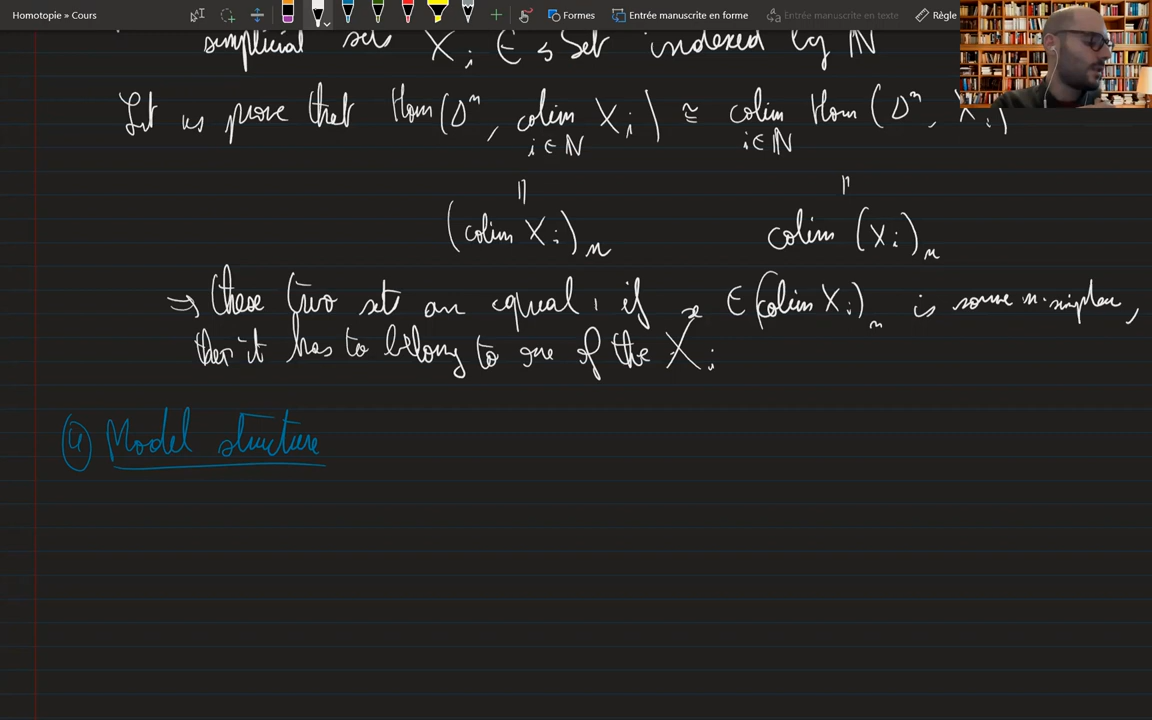 Homotopie » Cours
Formes
Entrée manuscrite en forme
Entrée manuscrite en texte
Règle
simplicial sets X_i ∈ sSet indexed by ℕ
Let us prove that Hom(Δ^n, colim_{i∈ℕ} X_i) ≅ colim_{i∈ℕ} Hom(Δ^n, X_i)
(colim X_i)_n colim (X_i)_n
⇒ these two set are equal, if x ∈ (colim X_i)_n is some n-simplex,
then it has to belong to one of the X_i
④ Model structure